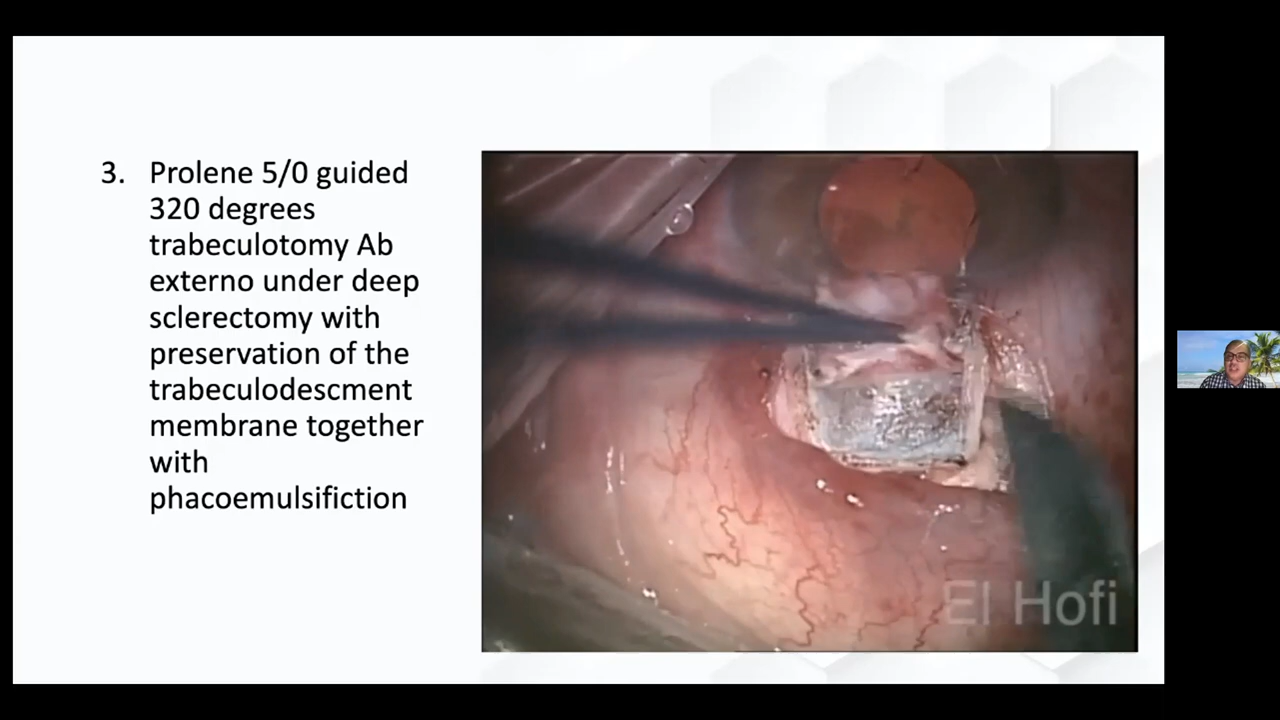 3. Prolene 5/0 guided
320 degrees
trabeculotomy Ab
externo under deep
sclerectomy with
preservation of the
trabeculodescment
membrane together
with
phacoemulsifiction
El Hofi